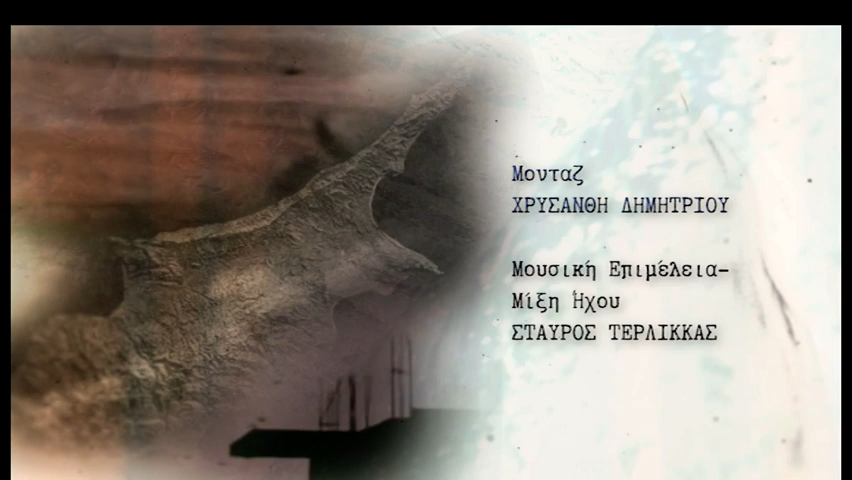 Μονταζ
ΧΡΥΣΑΝΘΗ ΔΗΜΗΤΡΙΟΥ
Μουσική Επιμέλεια-
Μίξη Ήχου
ΣΤΑΥΡΟΣ ΤΕΡΛΙΚΚΑΣ